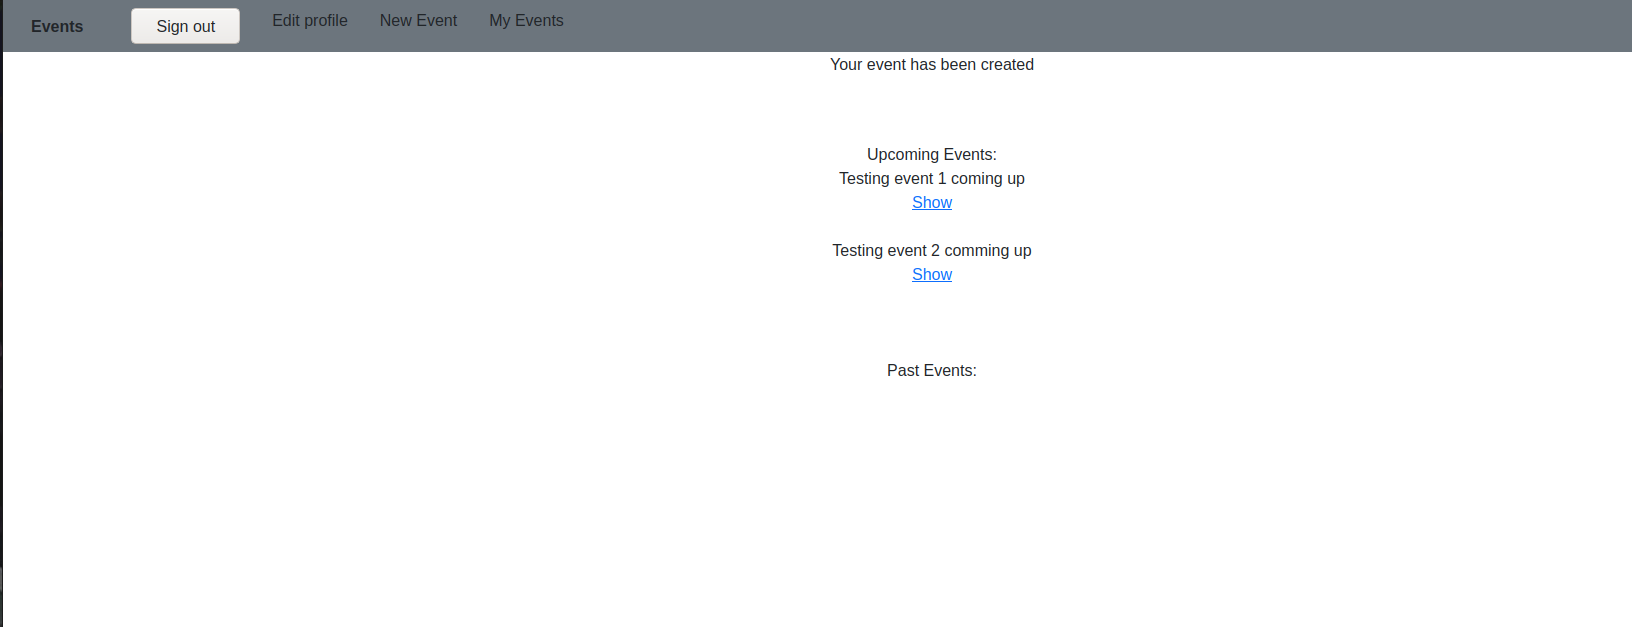 Events Sign out Edit profile New Event My Events
Your event has been created
Upcoming Events:
Testing event 1 coming up
Show
Testing event 2 comming up
Show
Past Events: